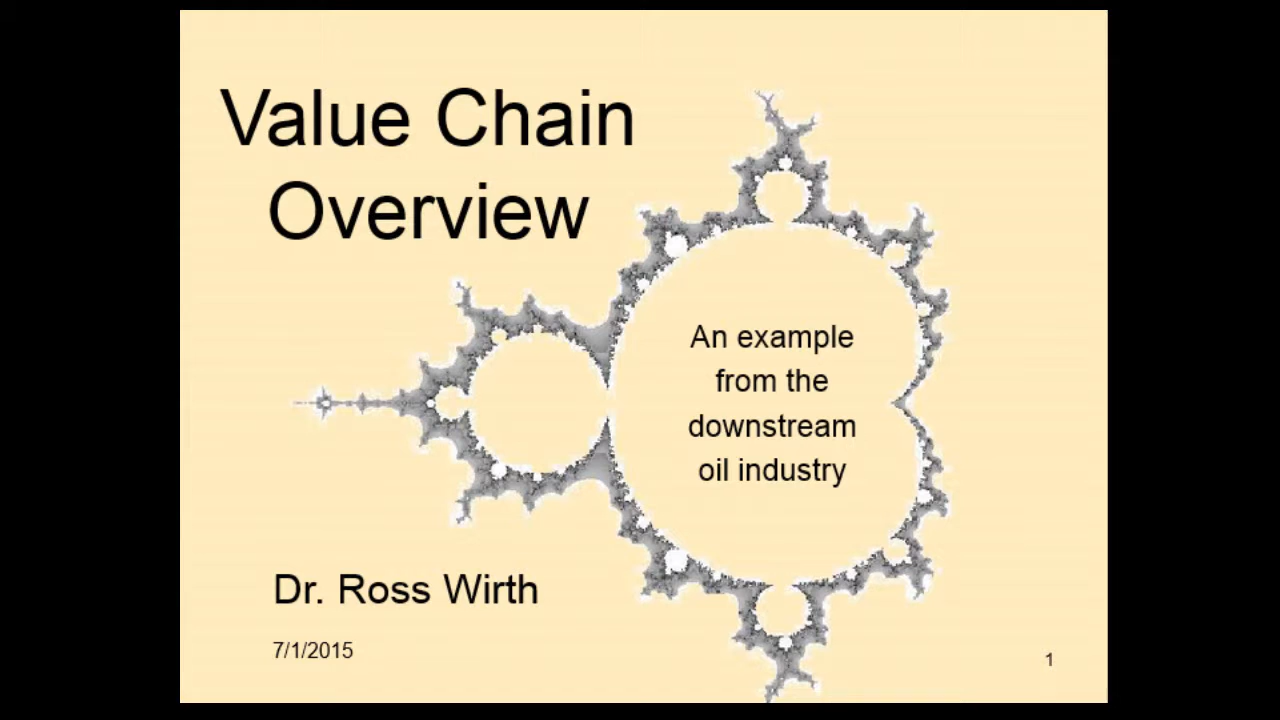 Value Chain
Overview
An example
from the
downstream
oil industry
Dr. Ross Wirth
7/1/2015
1